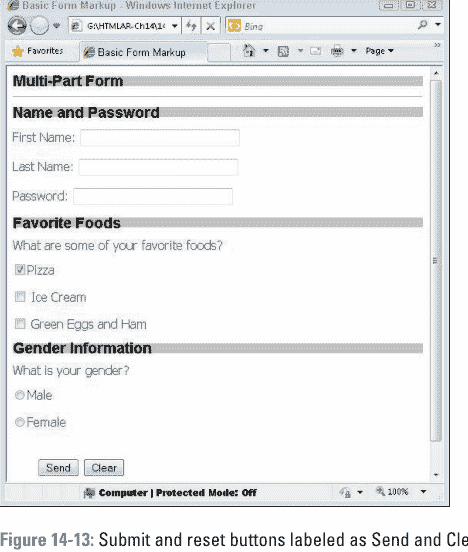 Basic Form Markup - Windows Internet Explorer
G:\HTMLAR-Ch14\14
Bing
Favorites
Basic Form Markup
Page
Multi-Part Form
Name and Password
First Name:
Last Name:
Password:
Favorite Foods
What are some of your favorite foods?
Pizza
Ice Cream
Green Eggs and Ham
Gender Information
What is your gender?
Male
Female
Send
Clear
Computer | Protected Mode: Off
100%
Figure 14-13: Submit and reset buttons labeled as Send and Cle